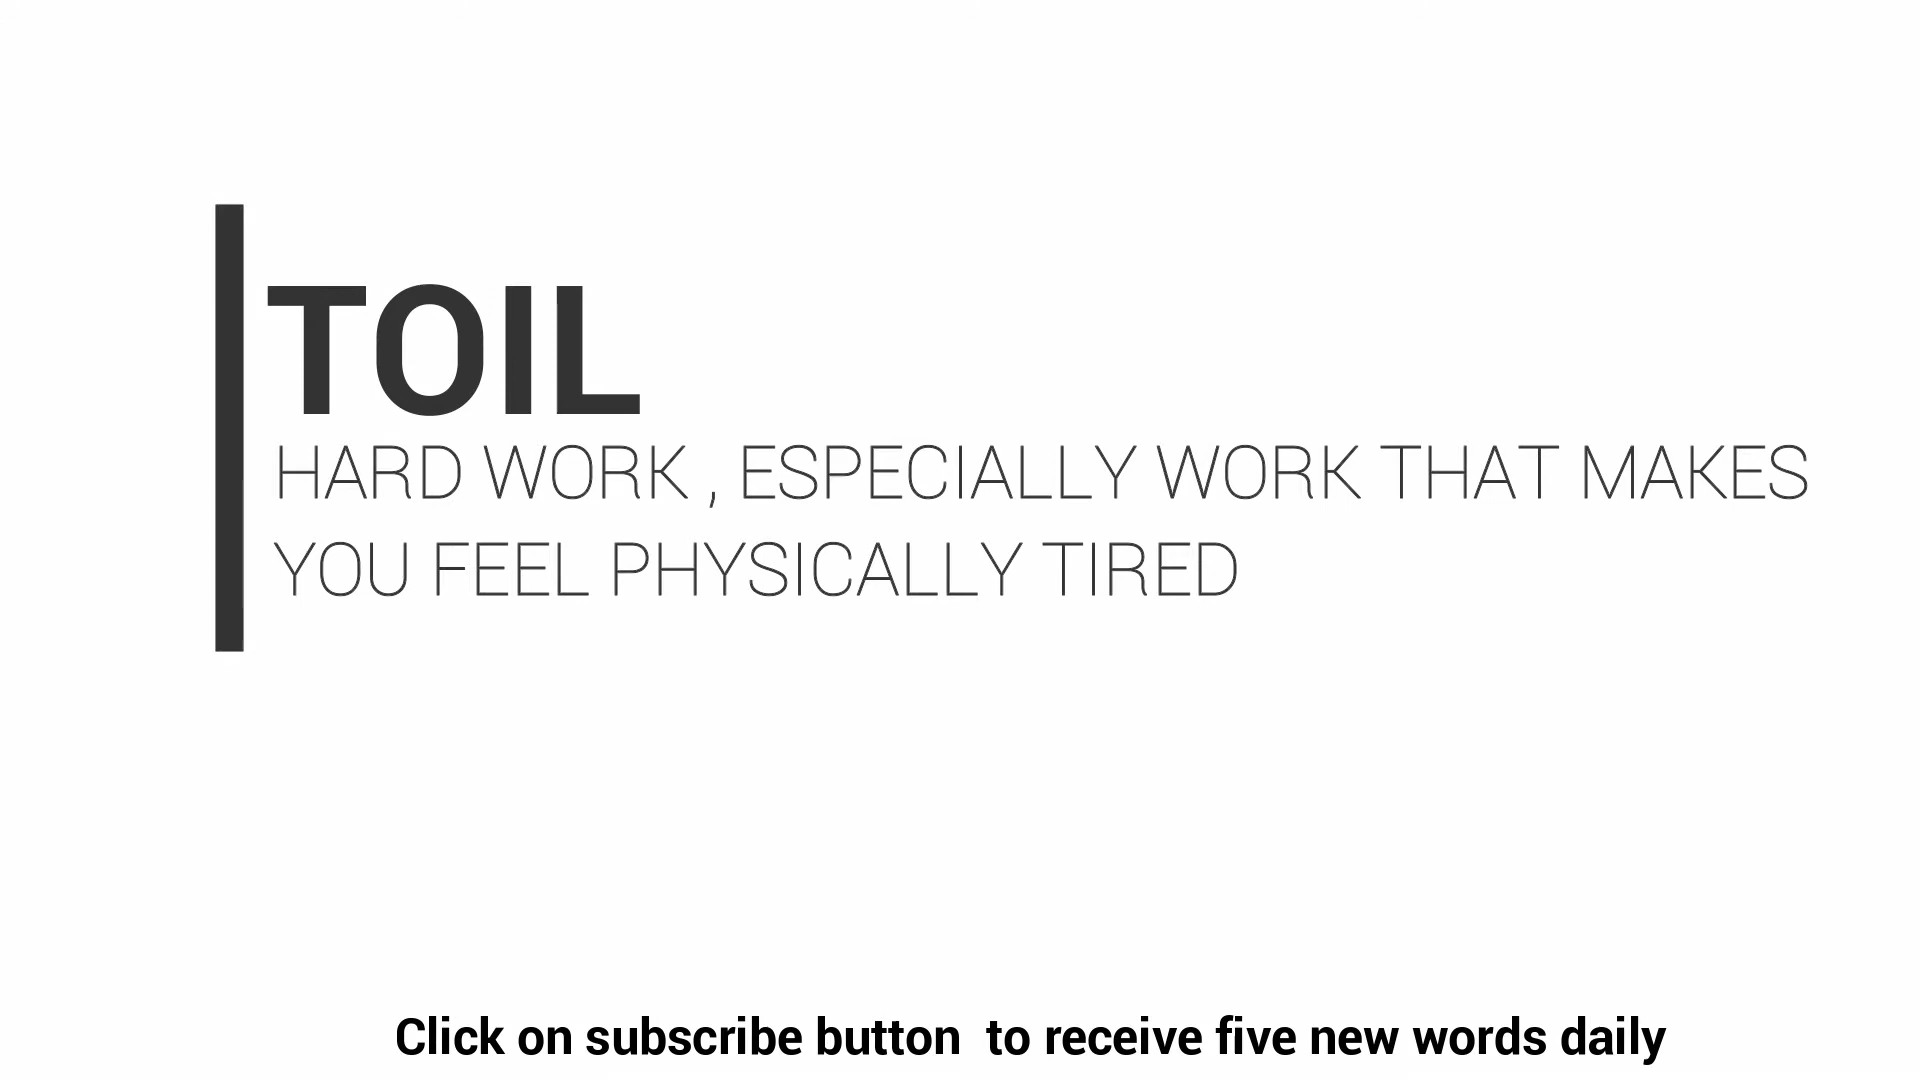 TOIL
HARD WORK , ESPECIALLY WORK THAT MAKES
YOU FEEL PHYSICALLY TIRED
Click on subscribe button  to receive five new words daily